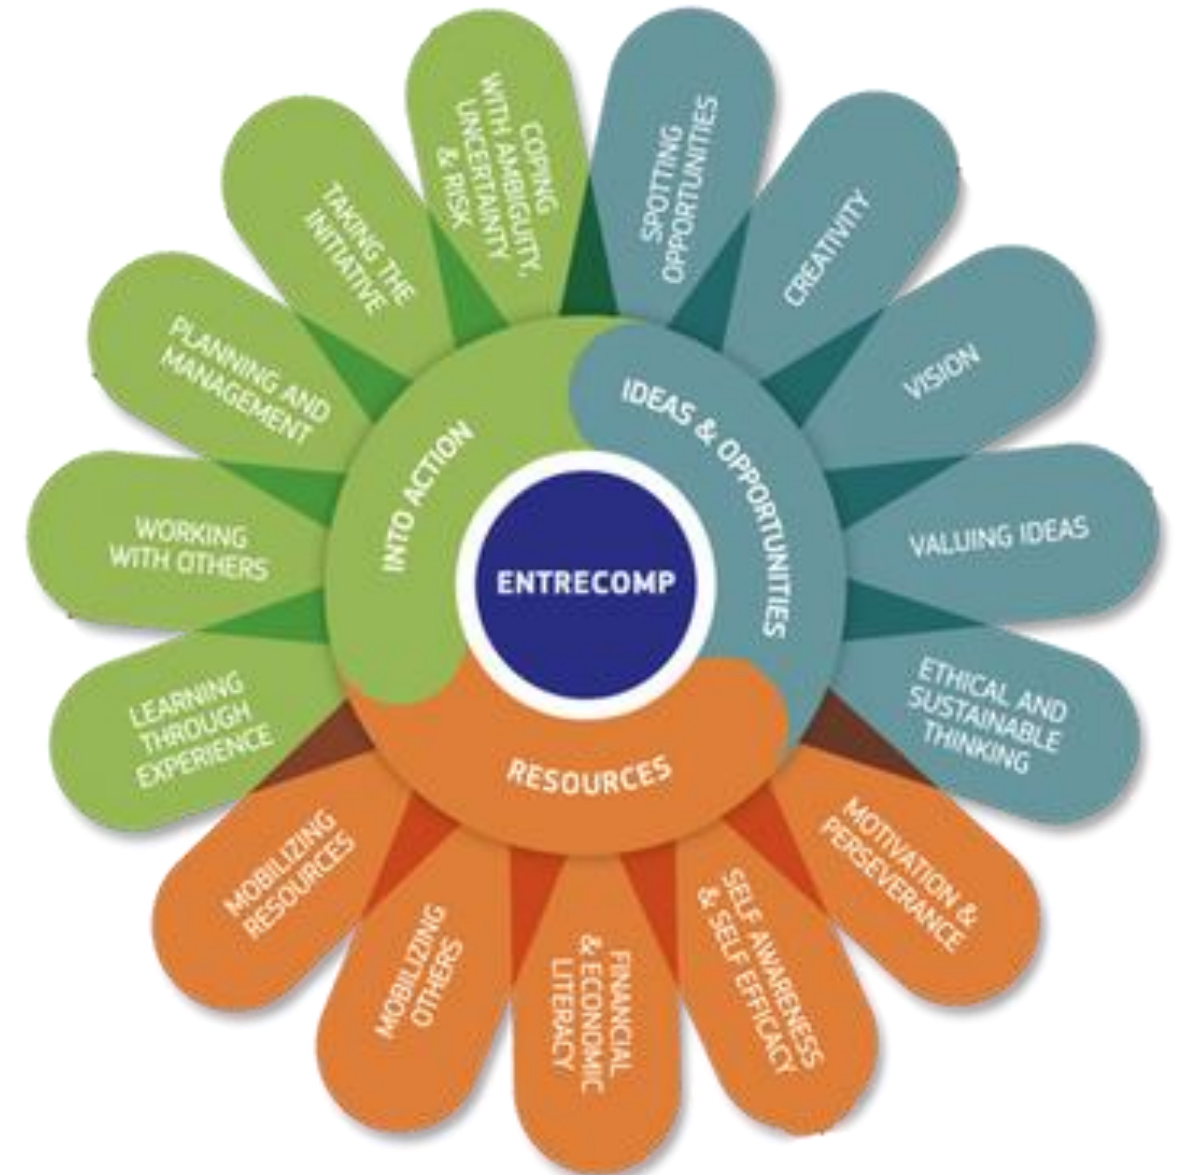 ENTRECOMP
IDEAS & OPPORTUNITIES
SPOTTING
OPPORTUNITIES
CREATIVITY
VISION
VALUING IDEAS
ETHICAL AND
SUSTAINABLE
THINKING
RESOURCES
MOTIVATION &
PERSEVERANCE
SELF AWARENESS
& SELF EFFICACY
FINANCIAL
& ECONOMIC
LITERACY
MOBILIZING
OTHERS
MOBILIZING
RESOURCES
INTO ACTION
LEARNING
THROUGH
EXPERIENCE
WORKING
WITH OTHERS
PLANNING AND
MANAGEMENT
TAKING THE
INITIATIVE
COPING
WITH AMBIGUITY,
UNCERTAINTY
& RISK